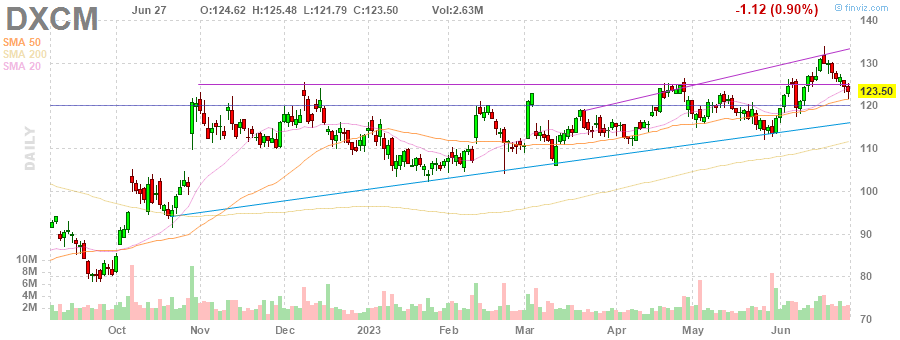 DXCM Jun 27 O:124.62 H:125.48 L:121.79 C:123.50 Vol:2.63M -1.12 (0.90%) finviz.com
SMA 50
SMA 200
SMA 20
DAILY
140
130
123.50
120
110
100
90
80
70
10M
8M
6M
4M
2M
Oct Nov Dec 2023 Feb Mar Apr May Jun